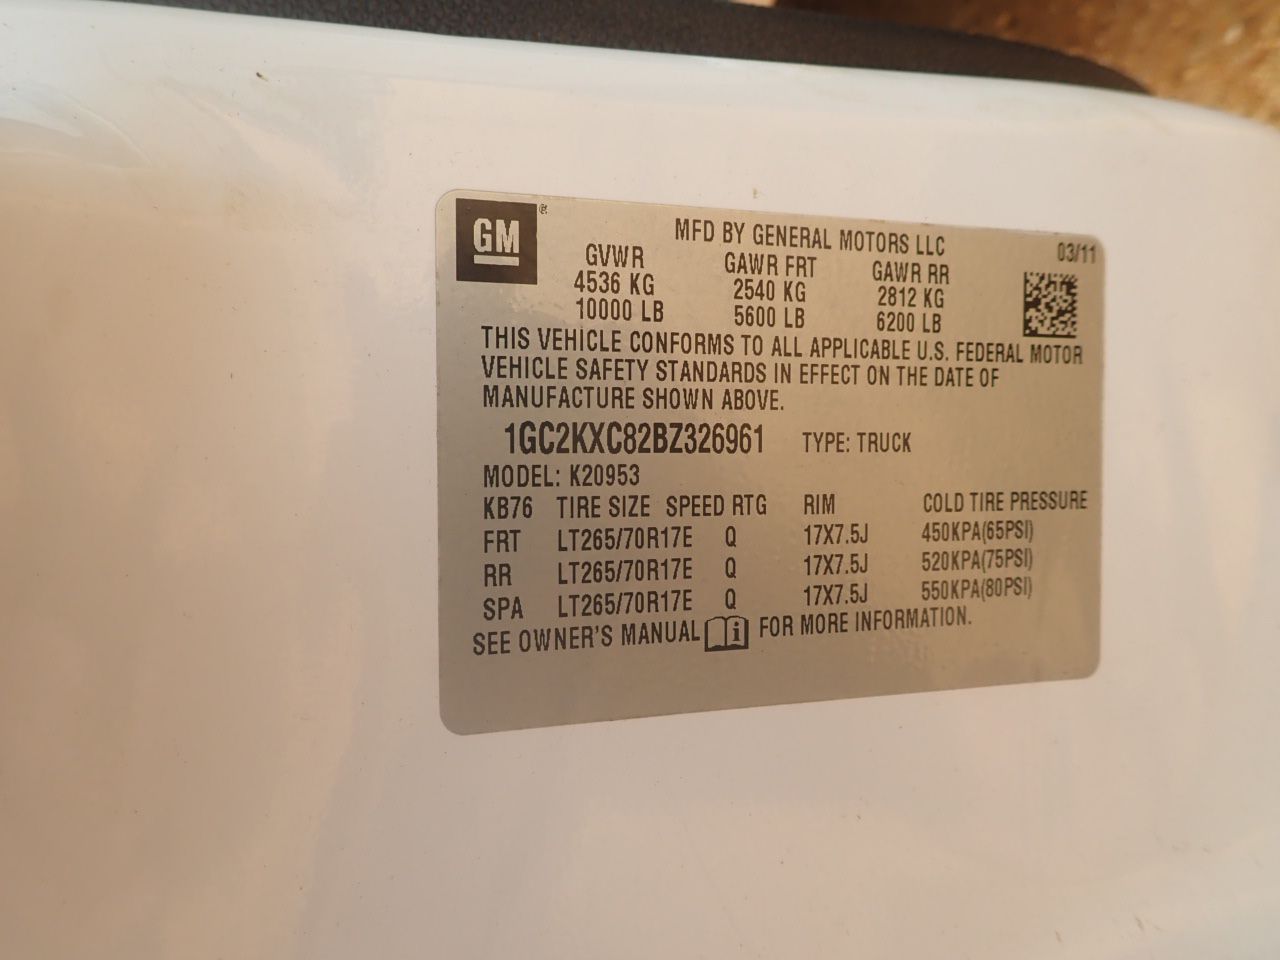 GM ®
MFD BY GENERAL MOTORS LLC 03/11
GVWR GAWR FRT GAWR RR
4536 KG 2540 KG 2812 KG
10000 LB 5600 LB 6200 LB
THIS VEHICLE CONFORMS TO ALL APPLICABLE U.S. FEDERAL MOTOR
VEHICLE SAFETY STANDARDS IN EFFECT ON THE DATE OF
MANUFACTURE SHOWN ABOVE.
1GC2KXC82BZ326961 TYPE: TRUCK
MODEL: K20953
KB76 TIRE SIZE SPEED RTG RIM COLD TIRE PRESSURE
FRT LT265/70R17E Q 17X7.5J 450KPA(65PSI)
RR LT265/70R17E Q 17X7.5J 520KPA(75PSI)
SPA LT265/70R17E Q 17X7.5J 550KPA(80PSI)
SEE OWNER'S MANUAL i FOR MORE INFORMATION.